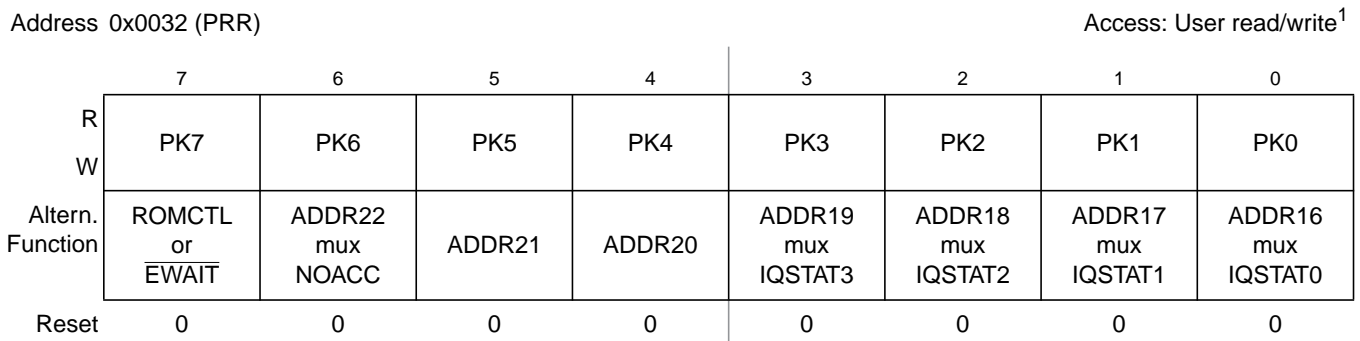 Address 0x0032 (PRR) Access: User read/write1
7 6 5 4 3 2 1 0
R
W
PK7 PK6 PK5 PK4 PK3 PK2 PK1 PK0
Altern.
Function
ROMCTL
or
EWAIT
ADDR22
mux
NOACC
ADDR21
ADDR20
ADDR19
mux
IQSTAT3
ADDR18
mux
IQSTAT2
ADDR17
mux
IQSTAT1
ADDR16
mux
IQSTAT0
Reset 0 0 0 0 0 0 0 0